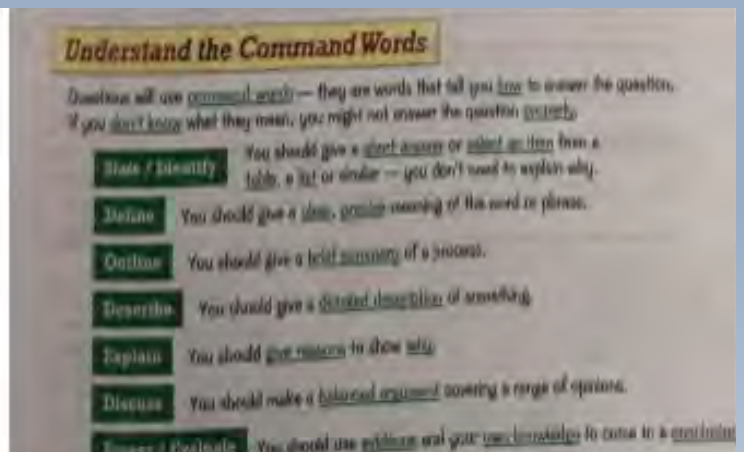 Understand the Command Words
Questions will use command words — they are words that tell you how to answer the question.
If you don't know what they mean, you might not answer the question properly.
State / Identify You should give a short answer or select an item from a
table, a list or similar — you don't need to explain why.
Define You should give a clear, precise meaning of the word or phrase.
Outline You should give a brief summary of a process.
Describe You should give a detailed description of something.
Explain You should give reasons to show why.
Discuss You should make a balanced argument covering a range of opinions.
/ Evaluate You should use evidence and your own knowledge to come to a conclusion